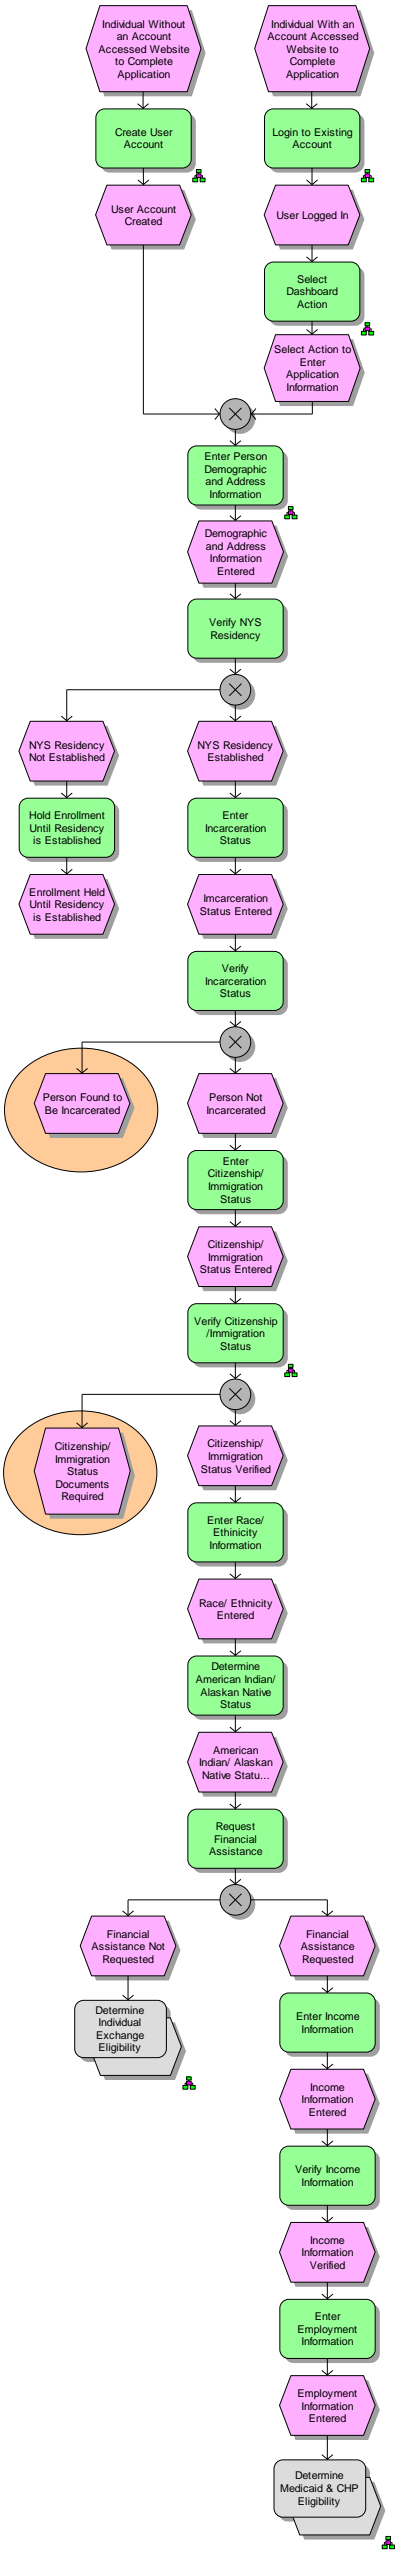 Individual Without
an Account
Accessed Website
to Complete
Application
Individual With an
Account Accessed
Website to
Complete
Application
Create User
Account
Login to Existing
Account
User Account
Created
User Logged In
Select
Dashboard
Action
Select Action to
Enter
Application
Information
Enter Person
Demographic
and Address
Information
Demographic
and Address
Information
Entered
Verify NYS
Residency
NYS Residency
Not Established
NYS Residency
Established
Hold Enrollment
Until Residency
is Established
Enter
Incarceration
Status
Enrollment Held
Until Residency
is Established
Imcarceration
Status Entered
Verify
Incarceration
Status
Person Found to
Be Incarcerated
Person Not
Incarcerated
Enter
Citizenship/
Immigration
Status
Citizenship/
Immigration
Status Entered
Verify Citizenship
/Immigration
Status
Citizenship/
Immigration
Status
Documents
Required
Citizenship/
Immigration
Status Verified
Enter Race/
Ethinicity
Information
Race/ Ethnicity
Entered
Determine
American Indian/
Alaskan Native
Status
American
Indian/ Alaskan
Native Statu...
Request
Financial
Assistance
Financial
Assistance Not
Requested
Financial
Assistance
Requested
Determine
Individual
Exchange
Eligibility
Enter Income
Information
Income
Information
Entered
Verify Income
Information
Income
Information
Verified
Enter
Employment
Information
Employment
Information
Entered
Determine
Medicaid & CHP
Eligibility